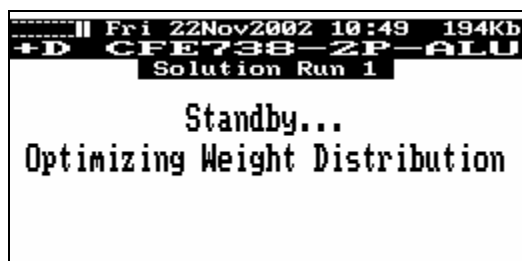 Fri 22Nov2002 10:49 194Kb
+D CFE738-2P-ALU
Solution Run 1
Standby...
Optimizing Weight Distribution